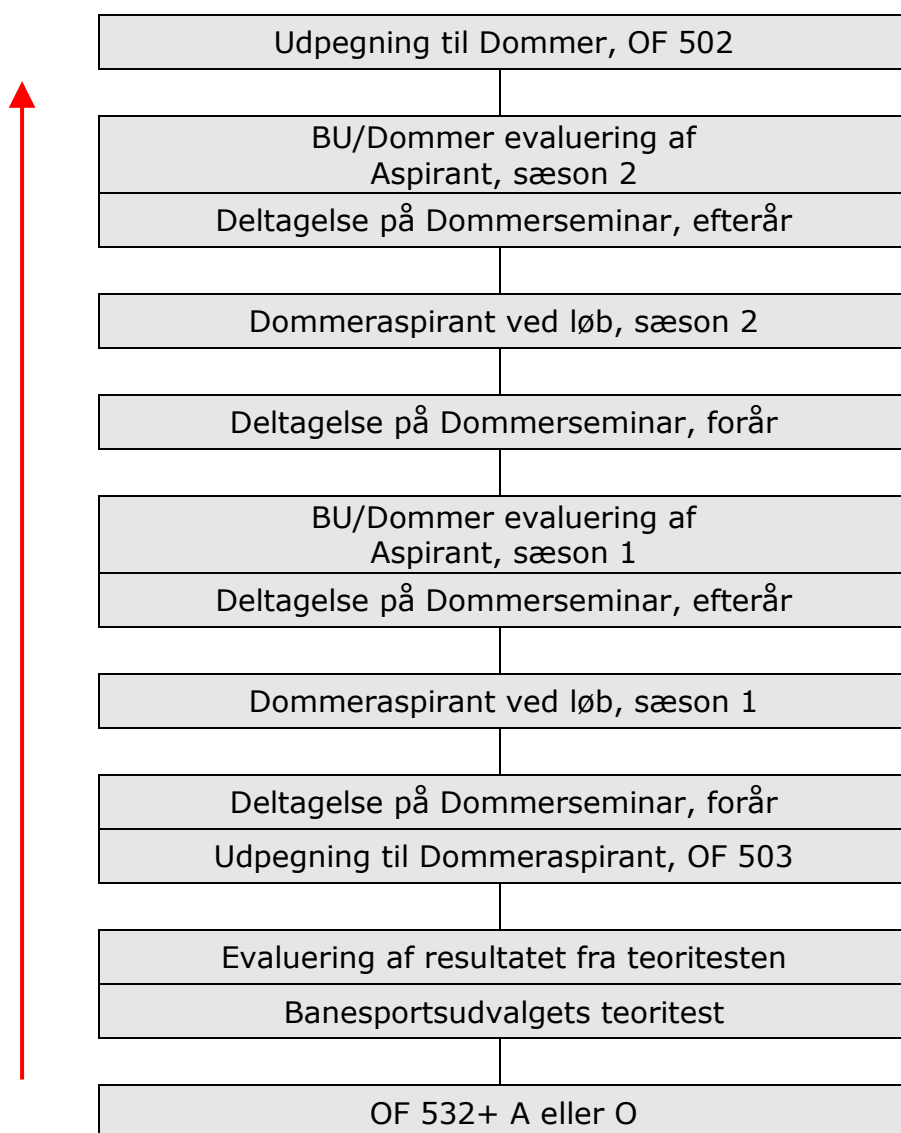 Udpegning til Dommer, OF 502
BU/Dommer evaluering af
Aspirant, sæson 2
Deltagelse på Dommerseminar, efterår
Dommeraspirant ved løb, sæson 2
Deltagelse på Dommerseminar, forår
BU/Dommer evaluering af
Aspirant, sæson 1
Deltagelse på Dommerseminar, efterår
Dommeraspirant ved løb, sæson 1
Deltagelse på Dommerseminar, forår
Udpegning til Dommeraspirant, OF 503
Evaluering af resultatet fra teoritesten
Banesportsudvalgets teoritest
OF 532+ A eller O